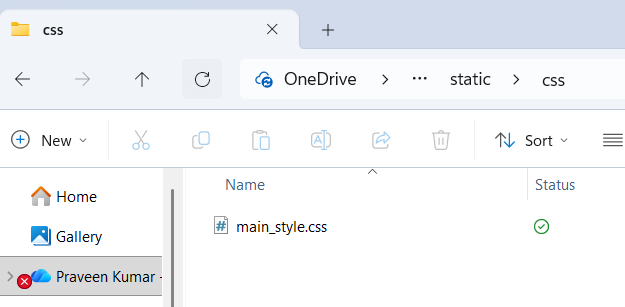 css
OneDrive > ... static > css
New Sort
Name Status
Home
Gallery
main_style.css
Praveen Kumar -